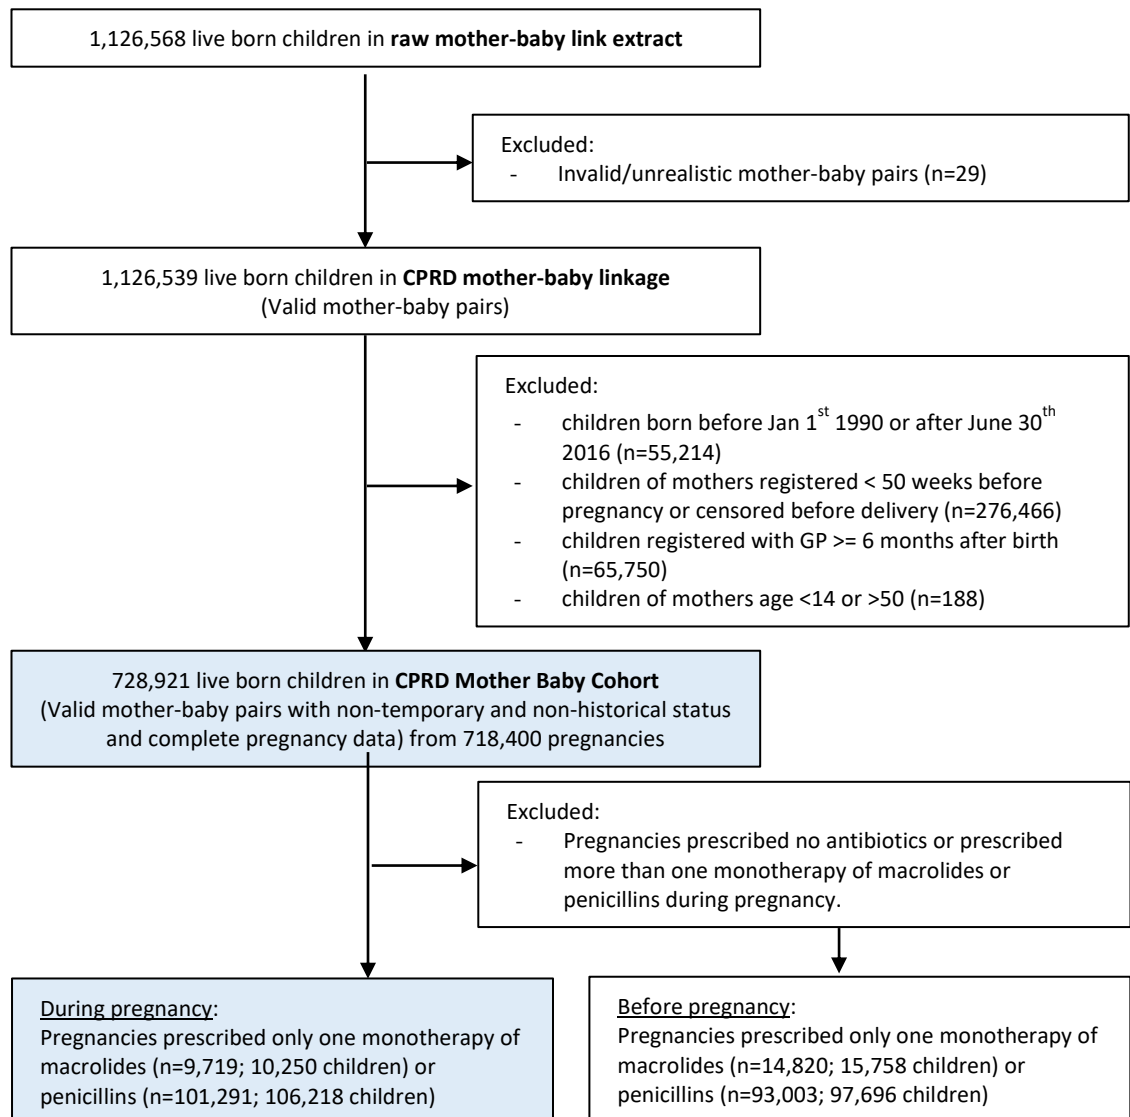 1,126,568 live born children in raw mother-baby link extract
Excluded:
- Invalid/unrealistic mother-baby pairs (n=29)
1,126,539 live born children in CPRD mother-baby linkage
(Valid mother-baby pairs)
Excluded:
- children born before Jan 1st 1990 or after June 30th
2016 (n=55,214)
- children of mothers registered < 50 weeks before
pregnancy or censored before delivery (n=276,466)
- children registered with GP >= 6 months after birth
(n=65,750)
- children of mothers age <14 or >50 (n=188)
728,921 live born children in CPRD Mother Baby Cohort
(Valid mother-baby pairs with non-temporary and non-historical status
and complete pregnancy data) from 718,400 pregnancies
Excluded:
- Pregnancies prescribed no antibiotics or prescribed
more than one monotherapy of macrolides or
penicillins during pregnancy.
During pregnancy:
Pregnancies prescribed only one monotherapy of
macrolides (n=9,719; 10,250 children) or
penicillins (n=101,291; 106,218 children)
Before pregnancy:
Pregnancies prescribed only one monotherapy of
macrolides (n=14,820; 15,758 children) or
penicillins (n=93,003; 97,696 children)